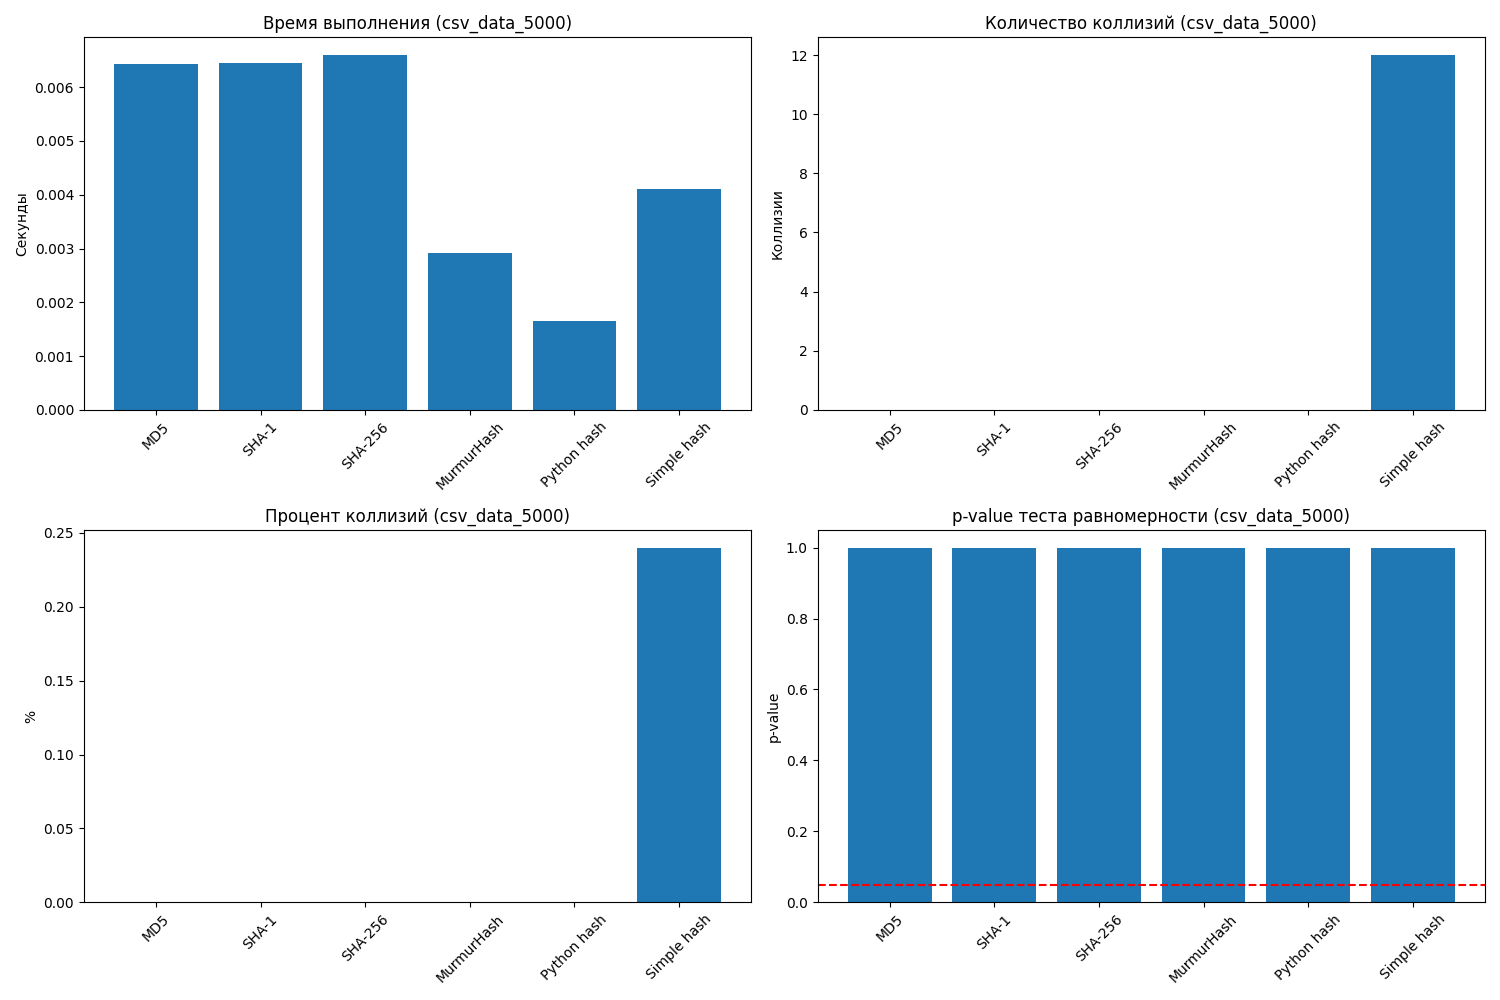 Время выполнения (csv_data_5000)
Секунды
0.006
0.005
0.004
0.003
0.002
0.001
0.000
MD5
SHA-1
SHA-256
MurmurHash
Python hash
Simple hash
Количество коллизий (csv_data_5000)
Коллизии
12
10
8
6
4
2
0
MD5
SHA-1
SHA-256
MurmurHash
Python hash
Simple hash
Процент коллизий (csv_data_5000)
%
0.25
0.20
0.15
0.10
0.05
0.00
MD5
SHA-1
SHA-256
MurmurHash
Python hash
Simple hash
p-value теста равномерности (csv_data_5000)
p-value
1.0
0.8
0.6
0.4
0.2
0.0
MD5
SHA-1
SHA-256
MurmurHash
Python hash
Simple hash